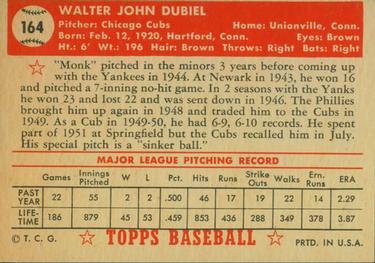 164
WALTER JOHN DUBIEL
Pitcher: Chicago Cubs Home: Unionville, Conn.
Born: Feb. 12, 1920, Hartford, Conn. Eyes: Brown
Ht.: 6' Wt.: 196 Hair: Brown Throws: Right Bats: Right
"Monk" pitched in the minors 3 years before coming up
with the Yankees in 1944. At Newark in 1943, he won 16
and pitched a 7-inning no-hit game. In 2 seasons with the Yanks
he won 23 and lost 22 and was sent down in 1946. The Phillies
brought him up again in 1948 and traded him to the Cubs in
1949. As a Cub in 1949-50, he had 6-9, 6-10 records. He spent
part of 1951 at Springfield but the Cubs recalled him in July.
His special pitch is a "sinker ball."
MAJOR LEAGUE PITCHING RECORD
Games Innings Pitched W L Pct. Hits Runs Strike Outs Walks Earn. Runs ERA
PAST YEAR 22 55 2 2 .500 46 17 19 22 14 2.29
LIFE-TIME 186 879 45 53 .459 853 436 288 349 378 3.87
© T. C. G. TOPPS BASEBALL PRTD. IN U.S.A.